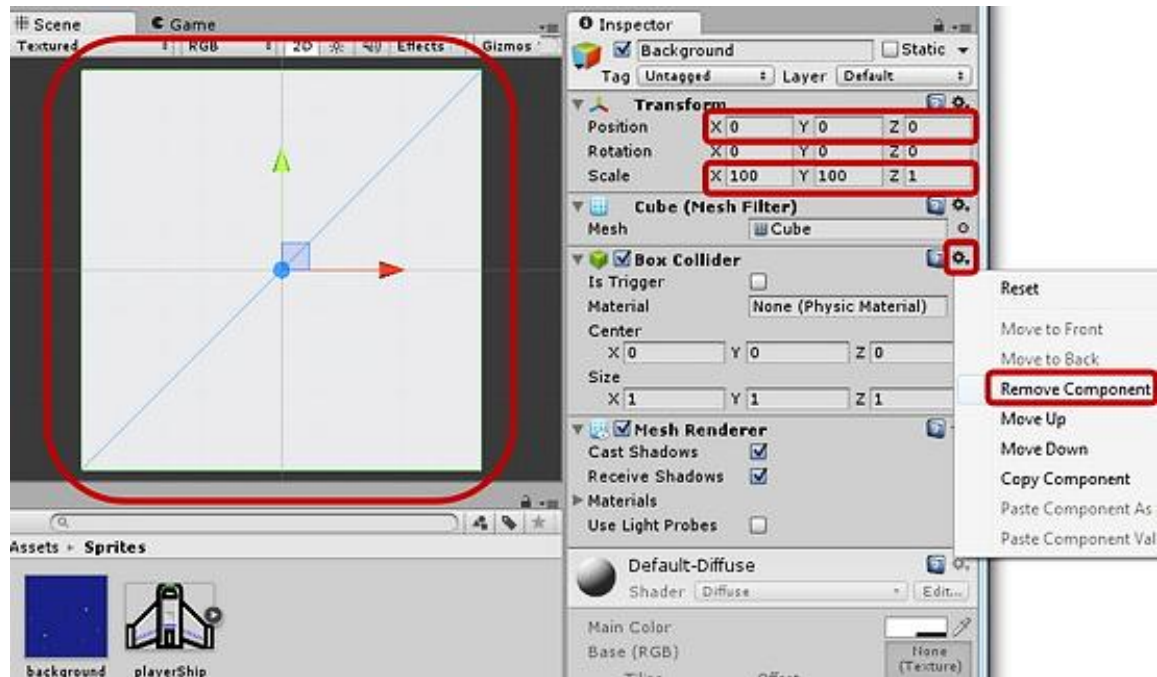 Scene
Game
Textured RGB 2D Effects Gizmos
Assets Sprites
background playerShip
Inspector
Background Static
Tag Untagged Layer Default
Transform
Position X 0 Y 0 Z 0
Rotation X 0 Y 0 Z 0
Scale X 100 Y 100 Z 1
Cube (Mesh Filter)
Mesh Cube
Box Collider
Is Trigger
Material None (Physic Material)
Center
X 0 Y 0 Z 0
Size
X 1 Y 1 Z 1
Mesh Renderer
Cast Shadows
Receive Shadows
Materials
Use Light Probes
Default-Diffuse
Shader Diffuse Edit...
Main Color
Base (RGB) None
(Texture)
Tiling Offset
Reset
Move to Front
Move to Back
Remove Component
Move Up
Move Down
Copy Component
Paste Component As
Paste Component Val